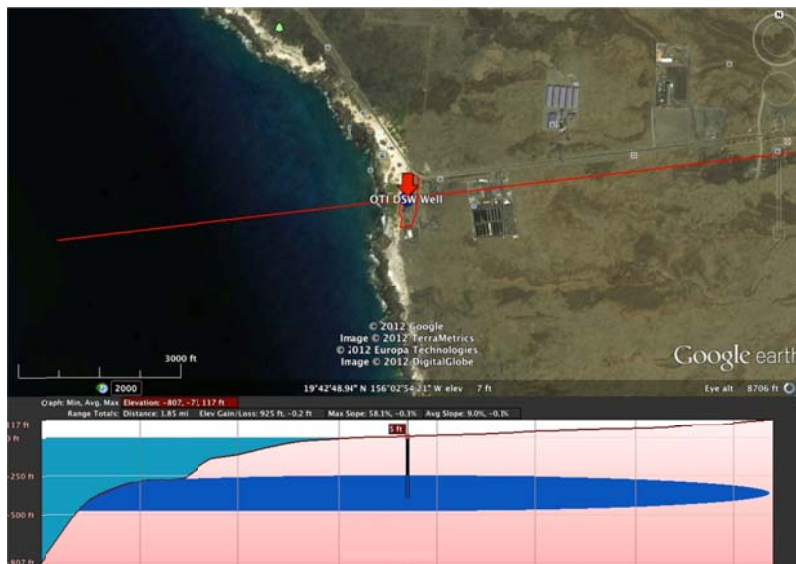 N
OTI DSW Well
© 2012 Google
Image © 2012 TerraMetrics
© 2012 Europa Technologies
Image © 2012 DigitalGlobe
3000 ft
Google earth
2000
19°42'48.94" N 156°02'54.21" W elev 7 ft
Eye alt 8706 ft
Graph: Min, Avg, Max Elevation: -807, -71 117 ft
Range Totals: Distance: 1.85 mi Elev Gain/Loss: 925 ft, -0.2 ft Max Slope: 58.1%, -0.3% Avg Slope: 9.0%, -0.1%
117 ft
0 ft
5 ft
-250 ft
-500 ft
-807 ft